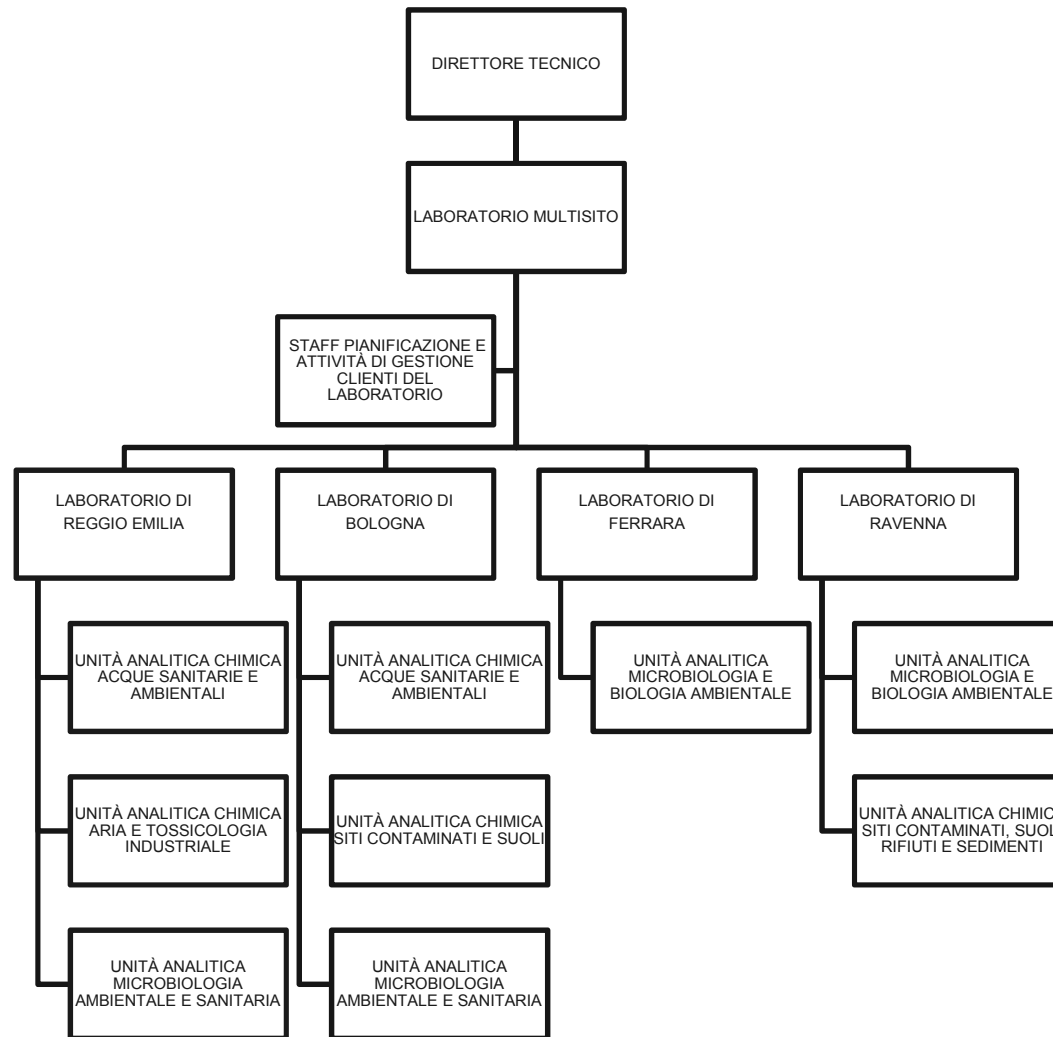 DIRETTORE TECNICO
LABORATORIO MULTISITO
STAFF PIANIFICAZIONE E
ATTIVITÀ DI GESTIONE
CLIENTI DEL
LABORATORIO
LABORATORIO DI
REGGIO EMILIA
LABORATORIO DI
BOLOGNA
LABORATORIO DI
FERRARA
LABORATORIO DI
RAVENNA
UNITÀ ANALITICA CHIMICA
ACQUE SANITARIE E
AMBIENTALI
UNITÀ ANALITICA CHIMICA
ACQUE SANITARIE E
AMBIENTALI
UNITÀ ANALITICA
MICROBIOLOGIA E
BIOLOGIA AMBIENTALE
UNITÀ ANALITICA
MICROBIOLOGIA E
BIOLOGIA AMBIENTALE
UNITÀ ANALITICA CHIMICA
ARIA E TOSSICOLOGIA
INDUSTRIALE
UNITÀ ANALITICA CHIMICA
SITI CONTAMINATI E SUOLI
UNITÀ ANALITICA
SITI CONTAMINATI,
RIFIUTI E SEDIMENTI
UNITÀ ANALITICA
MICROBIOLOGIA
AMBIENTALE E SANITARIA
UNITÀ ANALITICA
MICROBIOLOGIA
AMBIENTALE E SANITARIA